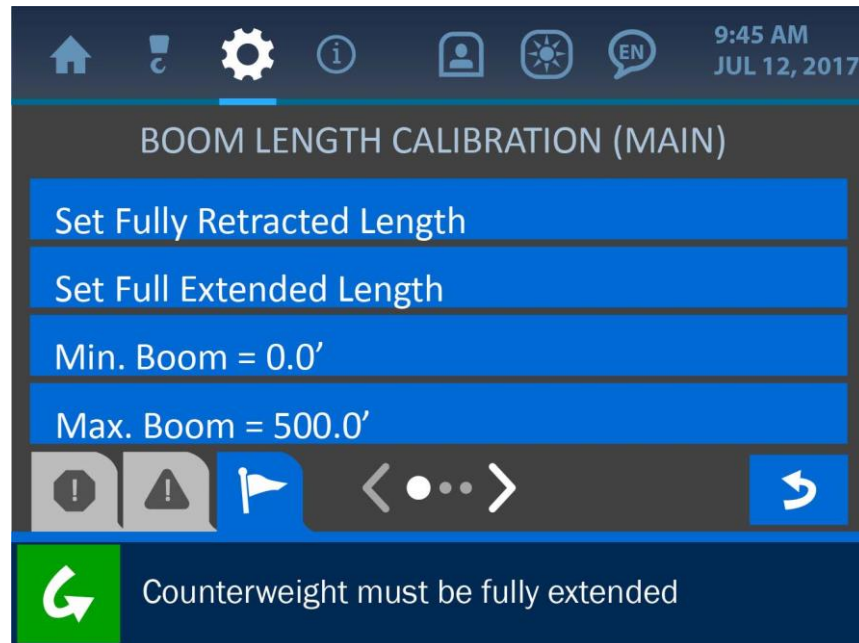 EN
9:45 AM
JUL 12, 2017
BOOM LENGTH CALIBRATION (MAIN)
Set Fully Retracted Length
Set Full Extended Length
Min. Boom = 0.0’
Max. Boom = 500.0’
Counterweight must be fully extended